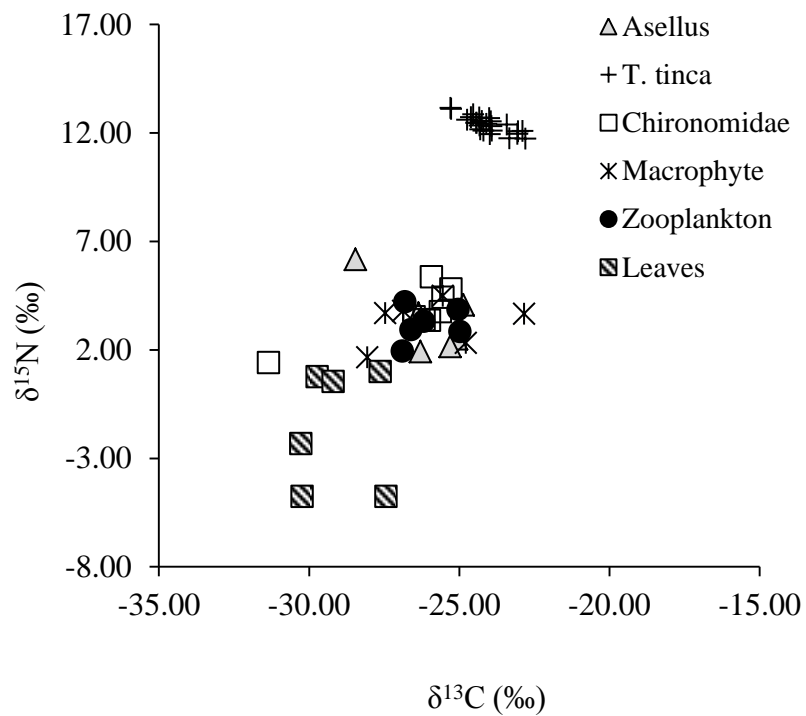 17.00
12.00
7.00
2.00
-3.00
-8.00
-35.00 -30.00 -25.00 -20.00 -15.00
δ¹⁵N (‰)
δ¹³C (‰)
Asellus
T. tinca
Chironomidae
Macrophyte
Zooplankton
Leaves